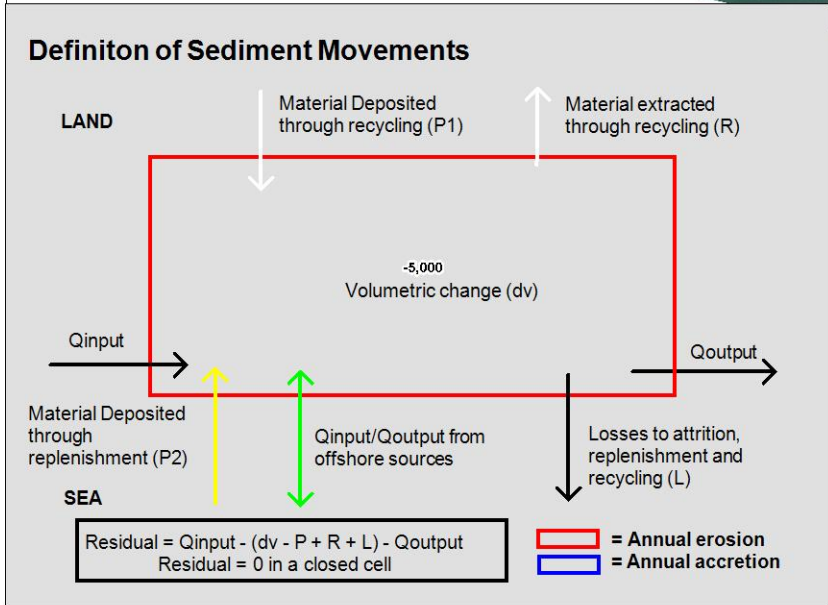 Definiton of Sediment Movements
LAND
Material Deposited
through recycling (P1)
Material extracted
through recycling (R)
-5,000
Volumetric change (dv)
Qinput
Qoutput
Material Deposited
through
replenishment (P2)
Qinput/Qoutput from
offshore sources
Losses to attrition,
replenishment and
recycling (L)
SEA
Residual = Qinput - (dv - P + R + L) - Qoutput
Residual = 0 in a closed cell
= Annual erosion
= Annual accretion